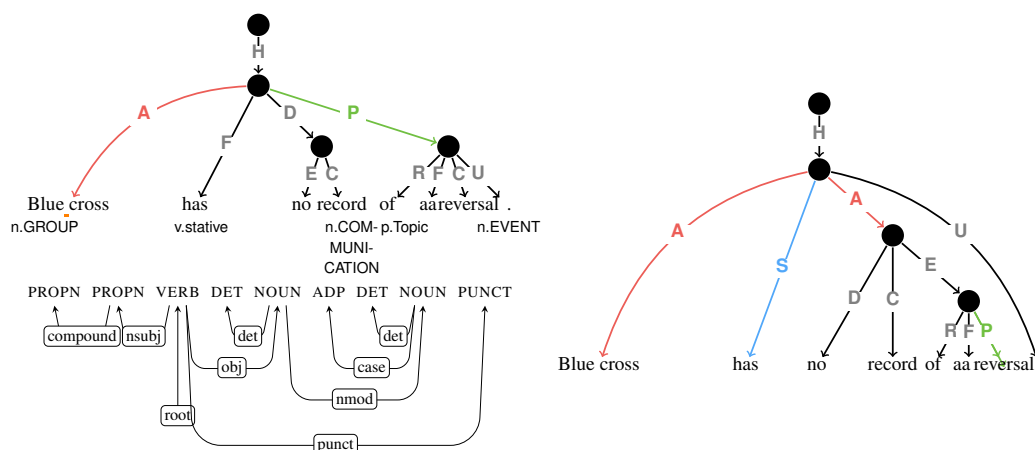 H
A
F
D
P
E C
R F C U
Blue cross has no record of aa reversal .
n.GROUP v.stative n.COM- p.Topic n.EVENT
MUNI-
CATION
PROPN PROPN VERB DET NOUN ADP DET NOUN PUNCT
compound nsubj det det
obj case
nmod
root
punct
H
A
S
A
U
D
C
E
R F P
Blue cross has no record of aa reversal